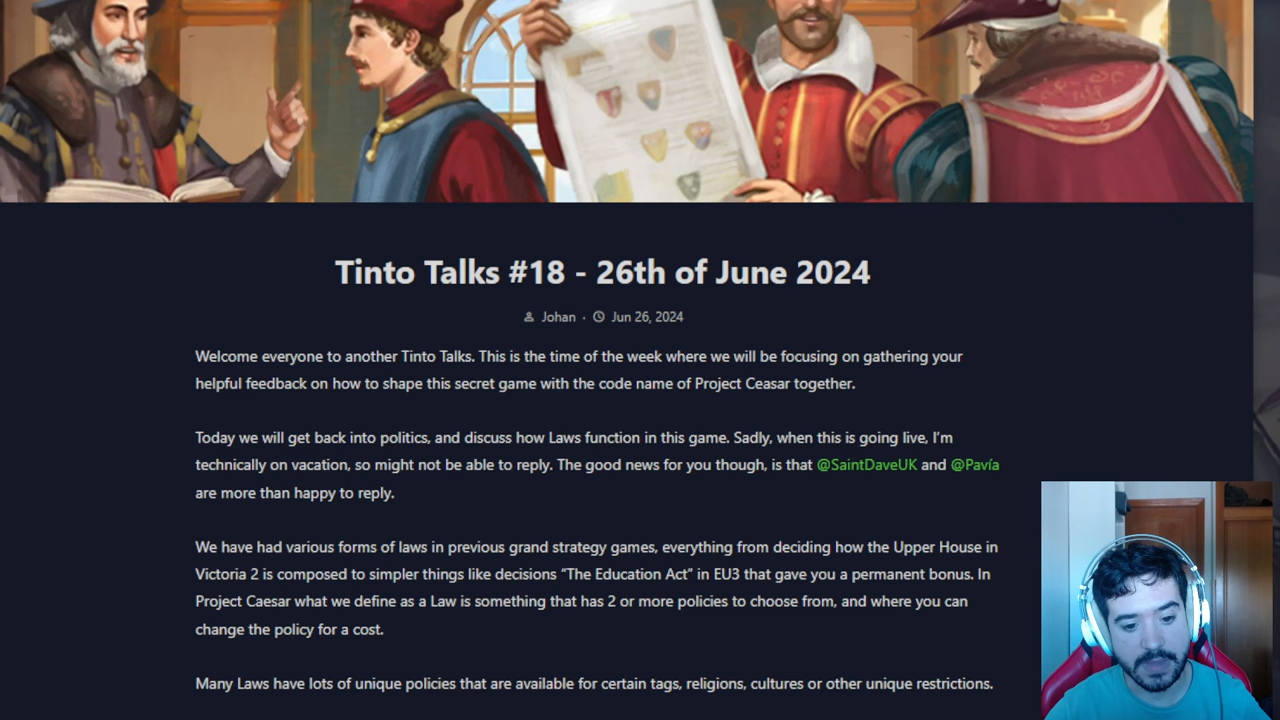 Tinto Talks #18 - 26th of June 2024
Johan · Jun 26, 2024
Welcome everyone to another Tinto Talks. This is the time of the week where we will be focusing on gathering your
helpful feedback on how to shape this secret game with the code name of Project Ceasar together.
Today we will get back into politics, and discuss how Laws function in this game. Sadly, when this is going live, I'm
technically on vacation, so might not be able to reply. The good news for you though, is that @SaintDaveUK and @Pavía
are more than happy to reply.
We have had various forms of laws in previous grand strategy games, everything from deciding how the Upper House in
Victoria 2 is composed to simpler things like decisions “The Education Act” in EU3 that gave you a permanent bonus. In
Project Caesar what we define as a Law is something that has 2 or more policies to choose from, and where you can
change the policy for a cost.
Many Laws have lots of unique policies that are available for certain tags, religions, cultures or other unique restrictions.